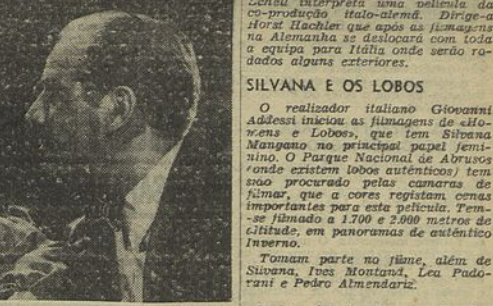 Scheu interpreta uma película da
co-produção italo-alemã. Dirige-a
Horst Hachler que após as filmagens
na Alemanha se deslocará com toda
a equipa para Itália onde serão ro-
dados alguns exteriores.
SILVANA E OS LOBOS
O realizador italiano Giovanni
Addessi iniciou as filmagens de «Ho-
mens e Lobos», que tem Silvana
Mangano no principal papel femi-
nino. O Parque Nacional de Abrusos
(onde existem lobos autênticos) tem
sido procurado pelas camaras de
filmar, que a cores registam cenas
importantes para esta película. Tem-
-se filmado a 1.700 e 2.000 metros de
altitude, em panoramas de autêntico
Inverno.
Tomam parte no filme, além de
Silvana, Ives Montand, Lea Pado-
rani e Pedro Almendariz.